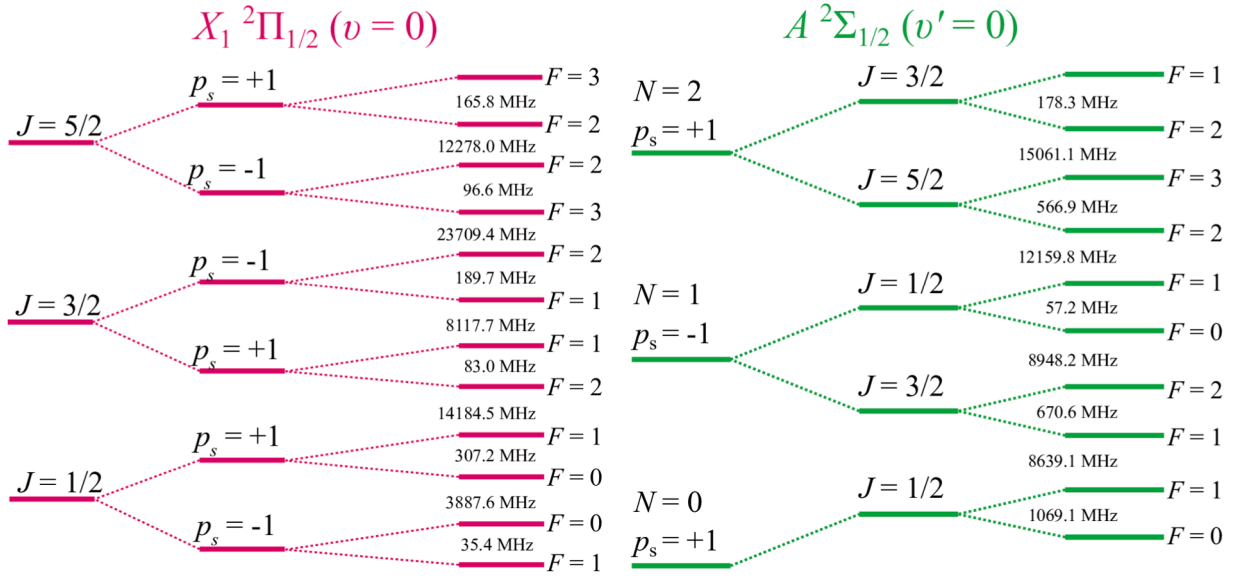 X₁ ²Π₁/₂ (υ = 0)
J = 5/2
pₛ = +1
F = 3
165.8 MHz
F = 2
12278.0 MHz
pₛ = -1
F = 2
96.6 MHz
F = 3
23709.4 MHz
J = 3/2
pₛ = -1
F = 2
189.7 MHz
F = 1
8117.7 MHz
pₛ = +1
F = 1
83.0 MHz
F = 2
14184.5 MHz
J = 1/2
pₛ = +1
F = 1
307.2 MHz
F = 0
3887.6 MHz
pₛ = -1
F = 0
35.4 MHz
F = 1
A ²Σ₁/₂ (υ' = 0)
N = 2
pₛ = +1
J = 3/2
F = 1
178.3 MHz
F = 2
15061.1 MHz
J = 5/2
F = 3
566.9 MHz
F = 2
12159.8 MHz
N = 1
pₛ = -1
J = 1/2
F = 1
57.2 MHz
F = 0
8948.2 MHz
J = 3/2
F = 2
670.6 MHz
F = 1
8639.1 MHz
N = 0
pₛ = +1
J = 1/2
F = 1
1069.1 MHz
F = 0